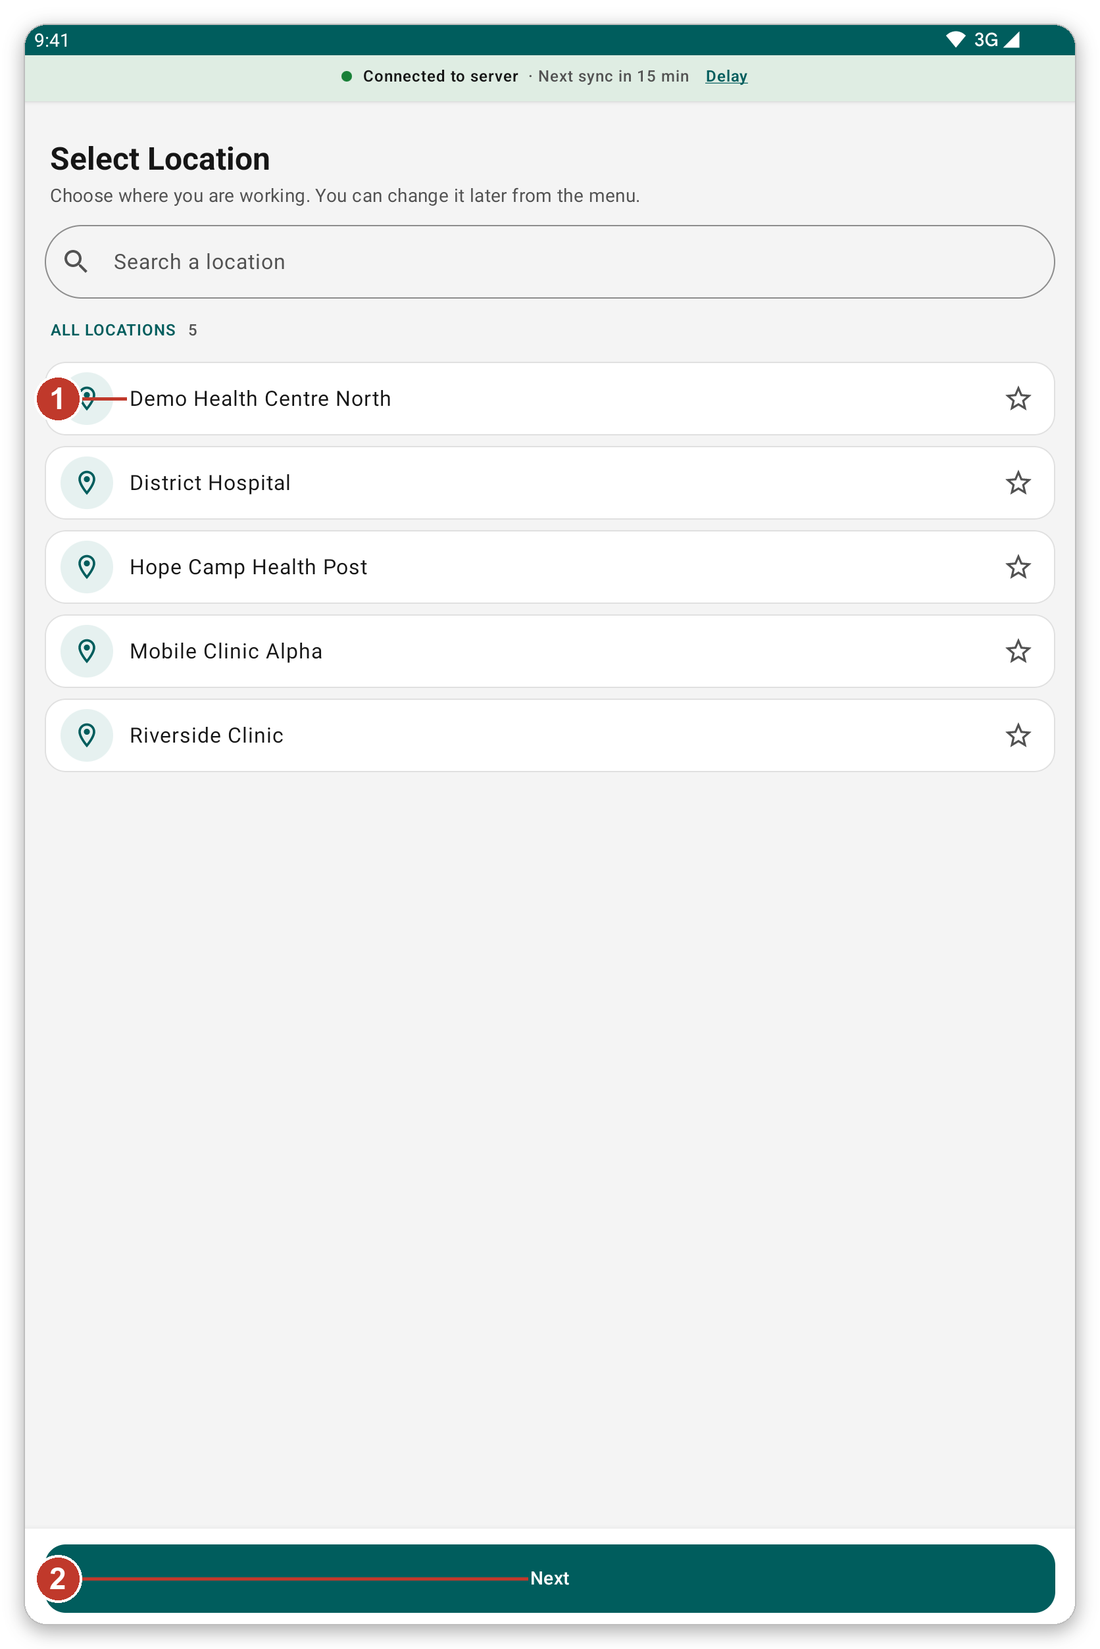 9:41 3G
Connected to server · Next sync in 15 min Delay
Select Location
Choose where you are working. You can change it later from the menu.
Search a location
ALL LOCATIONS 5
1 Demo Health Centre North
District Hospital
Hope Camp Health Post
Mobile Clinic Alpha
Riverside Clinic
2 Next